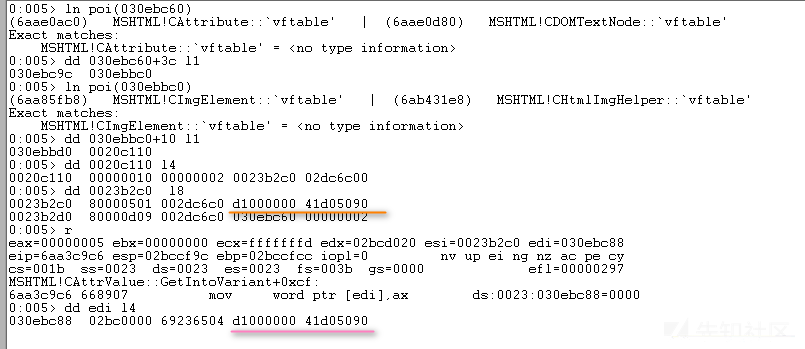 0:005> ln poi(030ebc60)
(6aae0ac0)   MSHTML!CAttribute::`vftable'   |  (6aae0d80)   MSHTML!CDOMTextNode::`vftable'
Exact matches:
    MSHTML!CAttribute::`vftable' = <no type information>
0:005> dd 030ebc60+3c l1
030ebc9c  030ebbc0
0:005> ln poi(030ebbc0)
(6aa85fb8)   MSHTML!CImgElement::`vftable'   |  (6ab431e8)   MSHTML!CHtmlImgHelper::`vftable'
Exact matches:
    MSHTML!CImgElement::`vftable' = <no type information>
0:005> dd 030ebbc0+10 l1
030ebbd0  0020c110
0:005> dd 0020c110 l4
0020c110  00000010 00000002 0023b2c0 02dc6c00
0:005> dd 0023b2c0  l8
0023b2c0  80000501 002dc6c0 d1000000 41d05090
0023b2d0  80000d09 002dc6c0 030ebc60 00000002
0:005> r
eax=00000005 ebx=00000000 ecx=fffffffd edx=02bcd020 esi=0023b2c0 edi=030ebc88
eip=6aa3c9c6 esp=02bccf9c ebp=02bccfcc iopl=0         nv up ei ng nz ac pe cy
cs=001b  ss=0023  ds=0023  es=0023  fs=003b  gs=0000             efl=00000297
MSHTML!CAttrValue::GetIntoVariant+0xcf:
6aa3c9c6 668907          mov     word ptr [edi],ax        ds:0023:030ebc88=0000
0:005> dd edi l4
030ebc88  02bc0000 69236504 d1000000 41d05090
先知社区